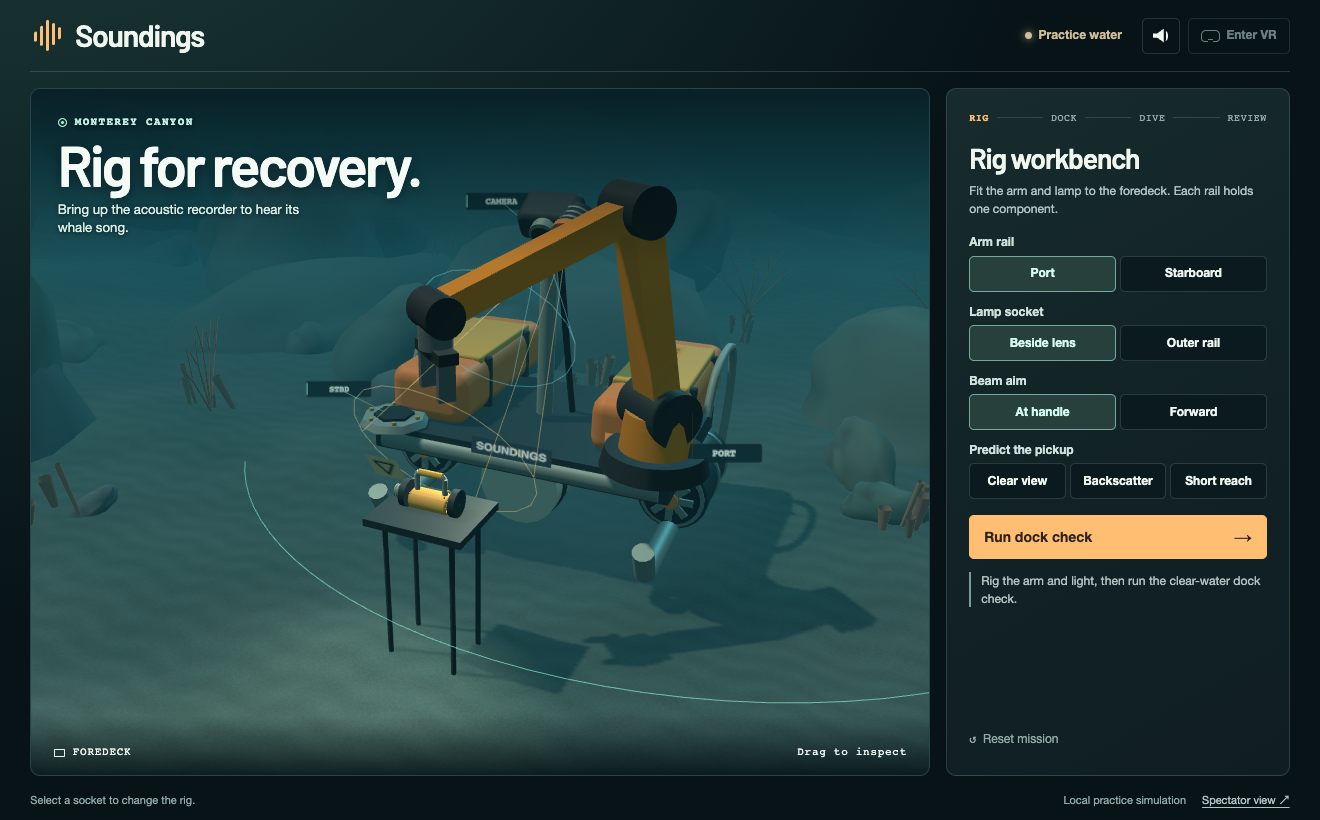 Soundings
Practice water
Enter VR
MONTEREY CANYON
Rig for recovery.
Bring up the acoustic recorder to hear its
whole song.
CAMERA
STBD
SOUNDINGS
PORT
FOREDECK
Drag to inspect
RIG
DOCK
DIVE
REVIEW
Rig workbench
Fit the arm and lamp to the foredeck. Each rail holds
one component.
Arm rail
Port
Starboard
Lamp socket
Beside lens
Outer rail
Beam aim
At handle
Forward
Predict the pickup
Clear view
Backscatter
Short reach
Run dock check →
Rig the arm and light, then run the clear-water dock
check.
↺ Reset mission
Select a socket to change the rig.
Local practice simulation
Spectator view ↗